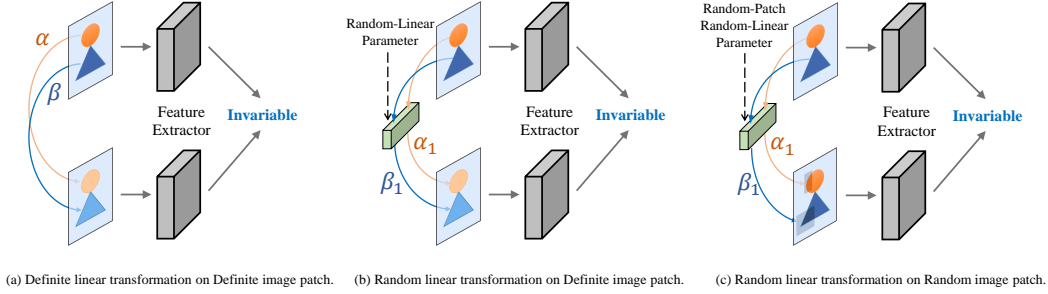 α
β
Feature
Extractor
Invariable
(a) Definite linear transformation on Definite image patch.
Random-Linear
Parameter
α₁
β₁
Feature
Extractor
Invariable
(b) Random linear transformation on Definite image patch.
Random-Patch
Random-Linear
Parameter
α₁
β₁
Feature
Extractor
Invariable
(c) Random linear transformation on Random image patch.